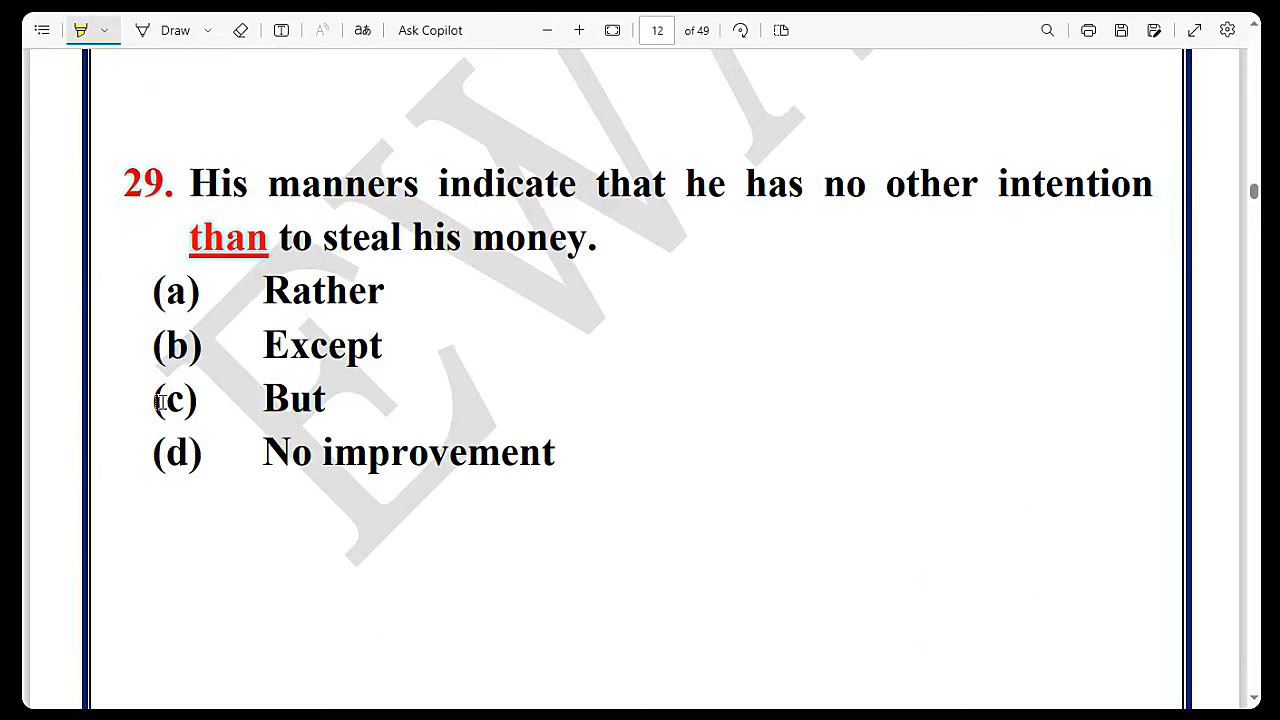 Draw
Ask Copilot
12 of 49
29. His manners indicate that he has no other intention
than to steal his money.
(a) Rather
(b) Except
(c) But
(d) No improvement